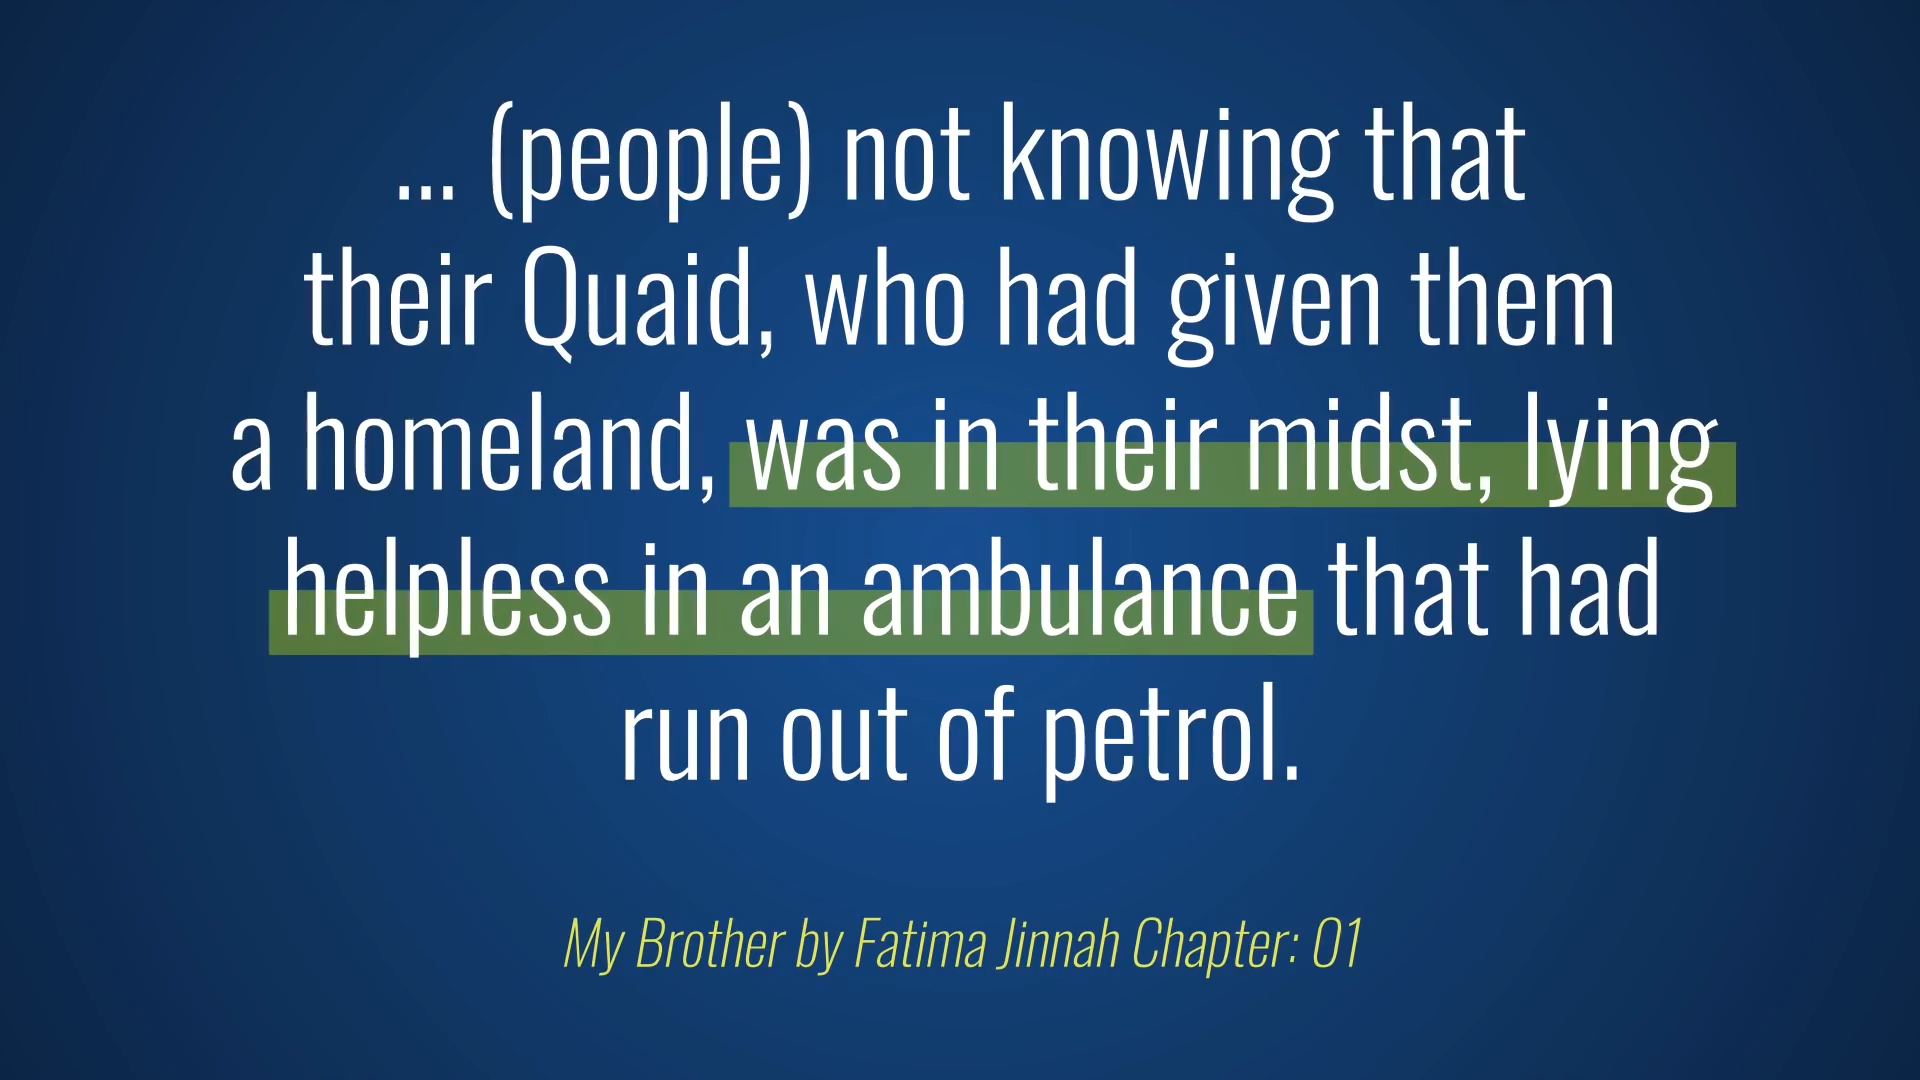 ... (people) not knowing that
their Quaid, who had given them
a homeland, was in their midst, lying
helpless in an ambulance that had
run out of petrol.
My Brother by Fatima Jinnah Chapter: 01